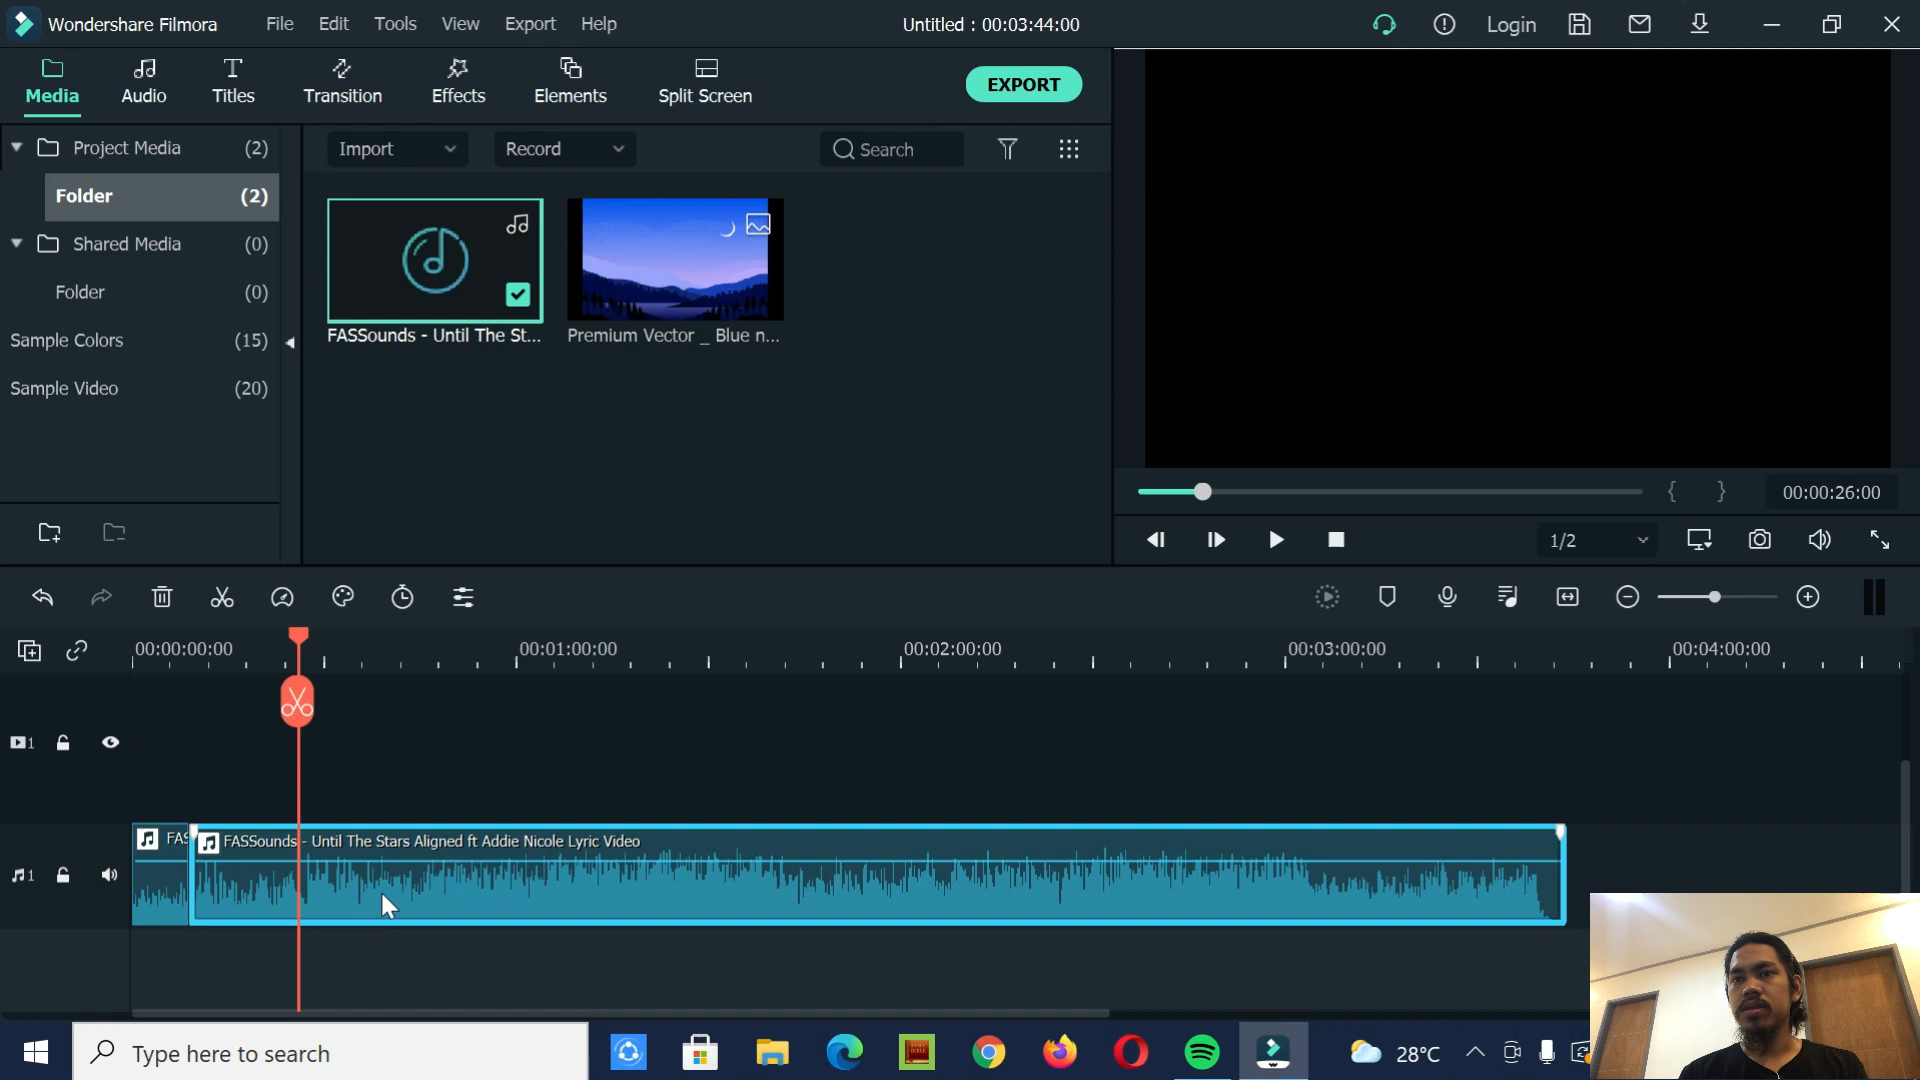 Wondershare Filmora File Edit Tools View Export Help Untitled : 00:03:44:00 Login
Media Audio Titles Transition Effects Elements Split Screen EXPORT
Project Media (2)
Folder (2)
Shared Media (0)
Folder (0)
Sample Colors (15)
Sample Video (20)
Import Record Search
FASSounds - Until The St... Premium Vector _ Blue n...
00:00:26:00
1/2
00:00:00:00 00:01:00:00 00:02:00:00 00:03:00:00 00:04:00:00
1
FAS FASSounds - Until The Stars Aligned ft Addie Nicole Lyric Video
1
Type here to search 28°C